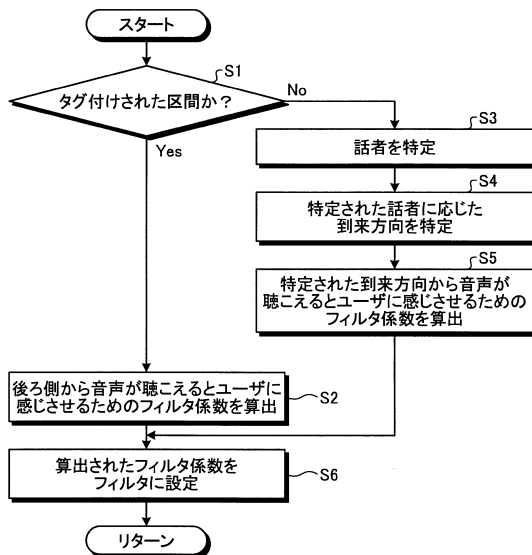 スタート
S1
タグ付けされた区間か？
No
Yes
S3
話者を特定
S4
特定された話者に応じた
到来方向を特定
S5
特定された到来方向から音声が
聴こえるとユーザに感じさせるための
フィルタ係数を算出
後ろ側から音声が聴こえるとユーザに
感じさせるためのフィルタ係数を算出
S2
算出されたフィルタ係数を
フィルタに設定
S6
リターン